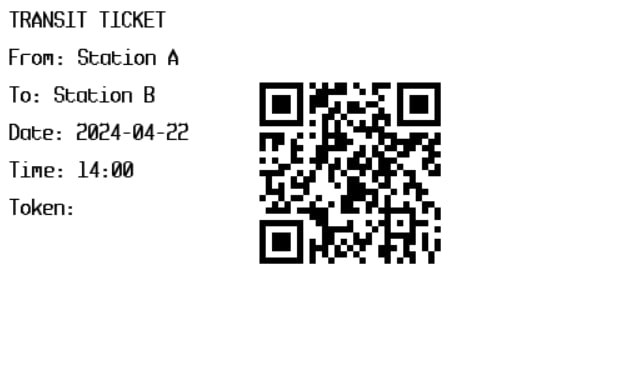 TRANSIT TICKET
From: Station A
To: Station B
Date: 2024-04-22
Time: 14:00
Token: